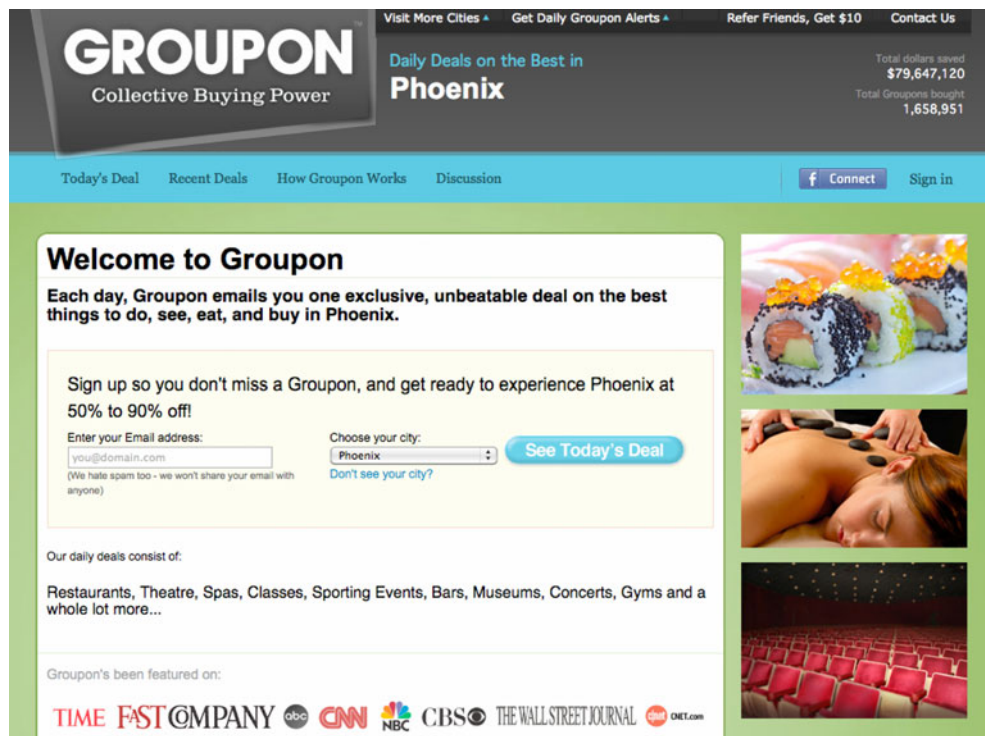 Visit More Cities
Get Daily Groupon Alerts
Refer Friends, Get $10
Contact Us
GROUPON™
Collective Buying Power
Daily Deals on the Best in
Phoenix
Total dollars saved
$79,647,120
Total Groupons bought
1,658,951
Today's Deal
Recent Deals
How Groupon Works
Discussion
f Connect
Sign in
Welcome to Groupon
Each day, Groupon emails you one exclusive, unbeatable deal on the best
things to do, see, eat, and buy in Phoenix.
Sign up so you don't miss a Groupon, and get ready to experience Phoenix at
50% to 90% off!
Enter your Email address:
you@domain.com
(We hate spam too - we won't share your email with
anyone)
Choose your city:
Phoenix
Don't see your city?
See Today's Deal
Our daily deals consist of:
Restaurants, Theatre, Spas, Classes, Sporting Events, Bars, Museums, Concerts, Gyms and a
whole lot more...
Groupon's been featured on:
TIME FAST COMPANY abc CNN NBC CBS THE WALL STREET JOURNAL cnet CNET.com